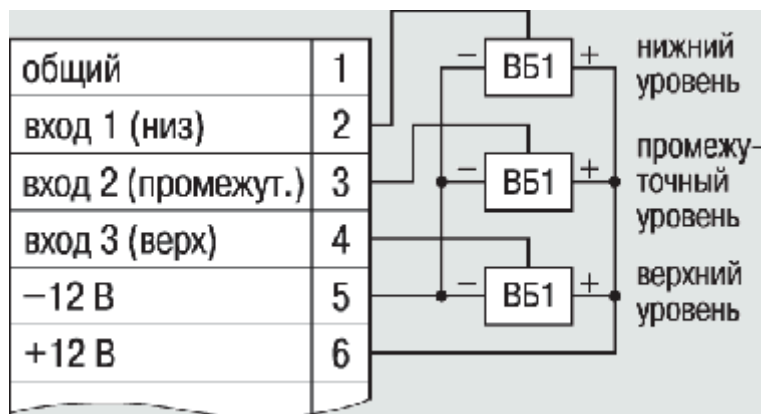 общий 1
вход 1 (низ) 2
вход 2 (промежут.) 3
вход 3 (верх) 4
−12 В 5
+12 В 6
− ВБ1 +
нижний
уровень
− ВБ1 +
промежу-
точный
уровень
− ВБ1 +
верхний
уровень